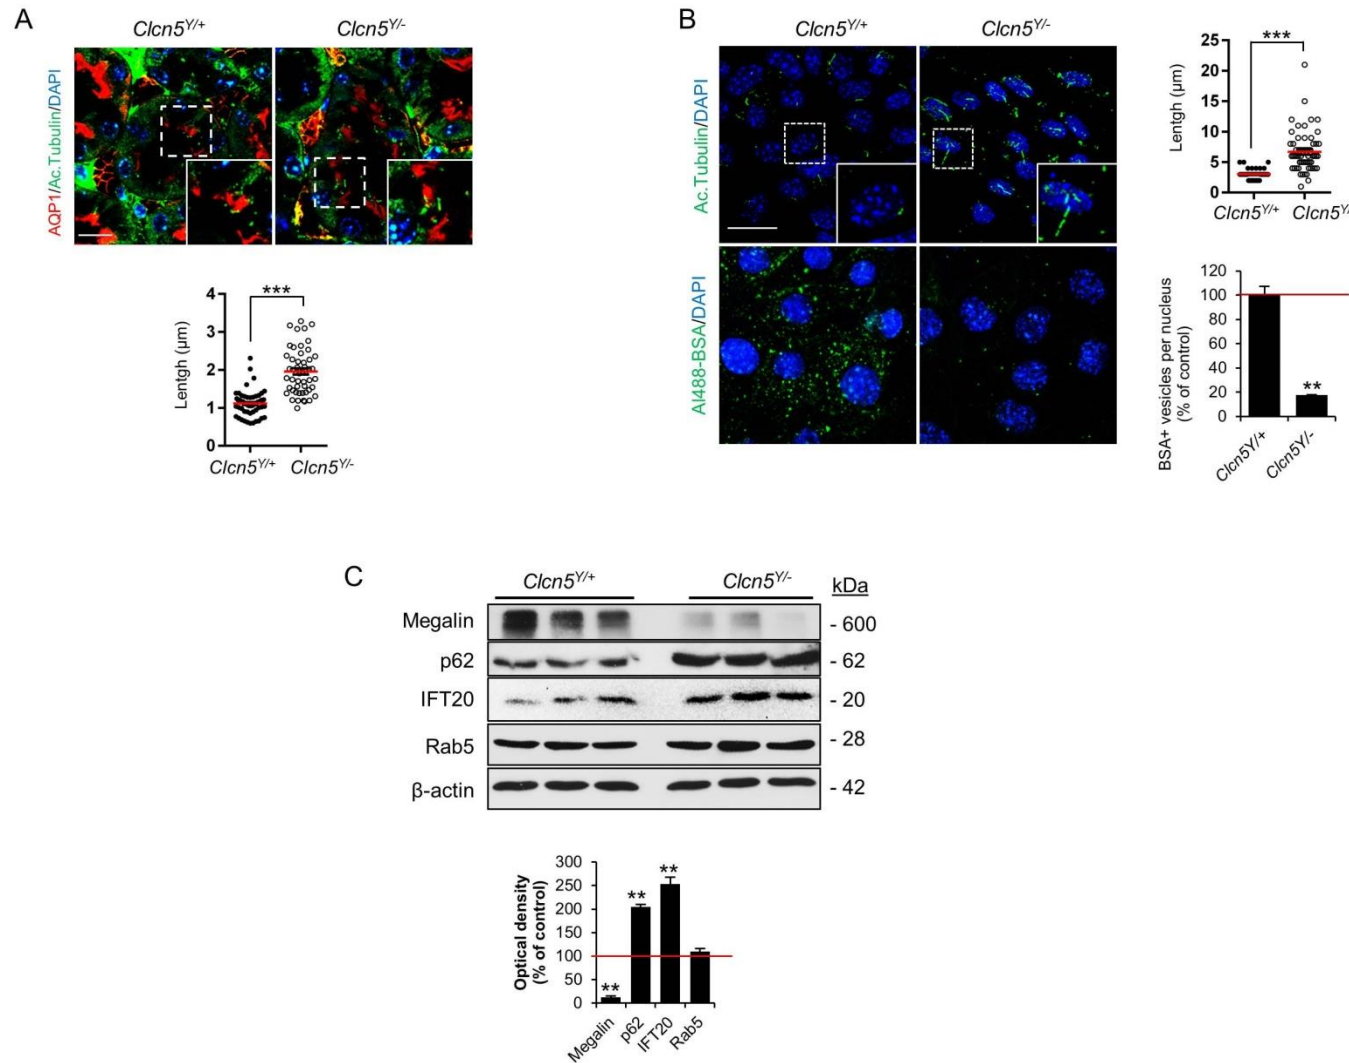 A
Clcn5Y/+
Clcn5Y/-
AQP1/Ac.Tubulin/DAPI
Lentgh (µm)
4
3
2
1
0
***
Clcn5Y/+
Clcn5Y/-
B
Clcn5Y/+
Clcn5Y/-
Ac.Tubulin/DAPI
Al488-BSA/DAPI
Lentgh (µm)
25
20
15
10
5
0
***
Clcn5Y/+
Clcn5Y/
BSA+ vesicles per nucleus
(% of control)
120
100
80
60
40
20
0
**
Clcn5Y/+
Clcn5Y/-
C
Clcn5Y/+
Clcn5Y/-
kDa
Megalin
- 600
p62
- 62
IFT20
- 20
Rab5
- 28
β-actin
- 42
Optical density
(% of control)
300
250
200
150
100
50
0
**
**
**
Megalin
p62
IFT20
Rab5